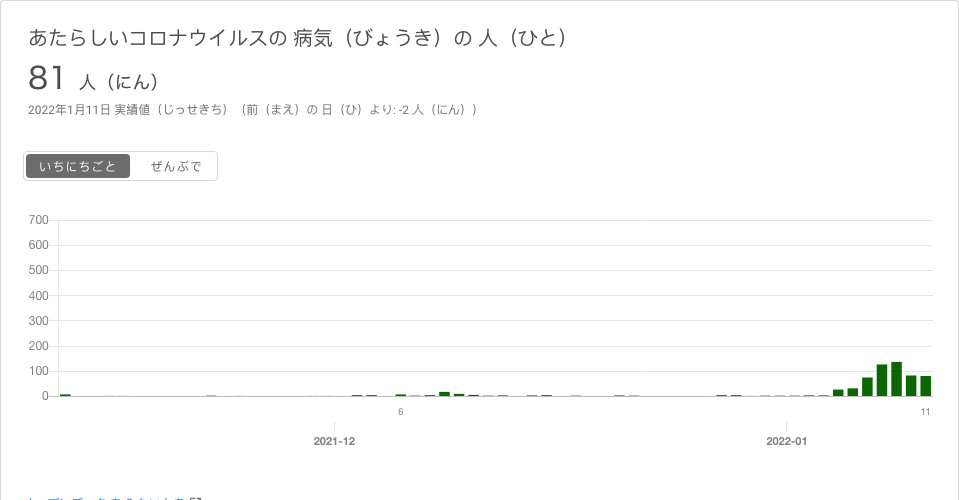 あたらしいコロナウイルスの 病気（びょうき）の 人（ひと）
81 人（にん）
2022年1月11日 実績値（じっせきち）（前（まえ）の 日（ひ）より: -2 人（にん））
いちにちごと ぜんぶで
700
600
500
400
300
200
100
0
6 11
2021-12 2022-01